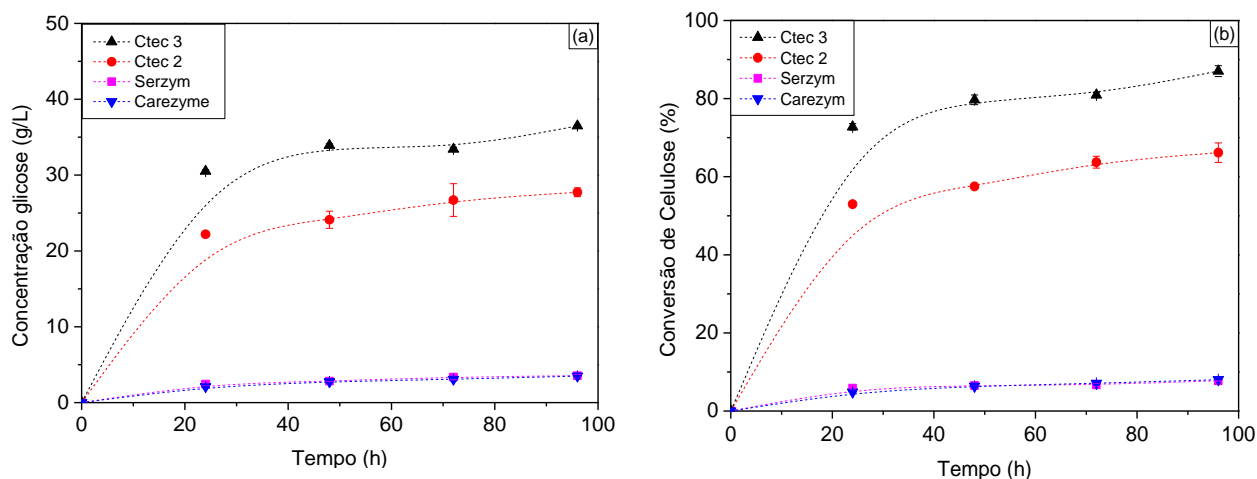 (a)
Ctec 3
Ctec 2
Serzym
Carezyme
Concentração glicose (g/L)
50
40
30
20
10
0
0 20 40 60 80 100
Tempo (h)
(b)
Ctec 3
Ctec 2
Serzym
Carezym
Conversão de Celulose (%)
100
80
60
40
20
0
0 20 40 60 80 100
Tempo (h)